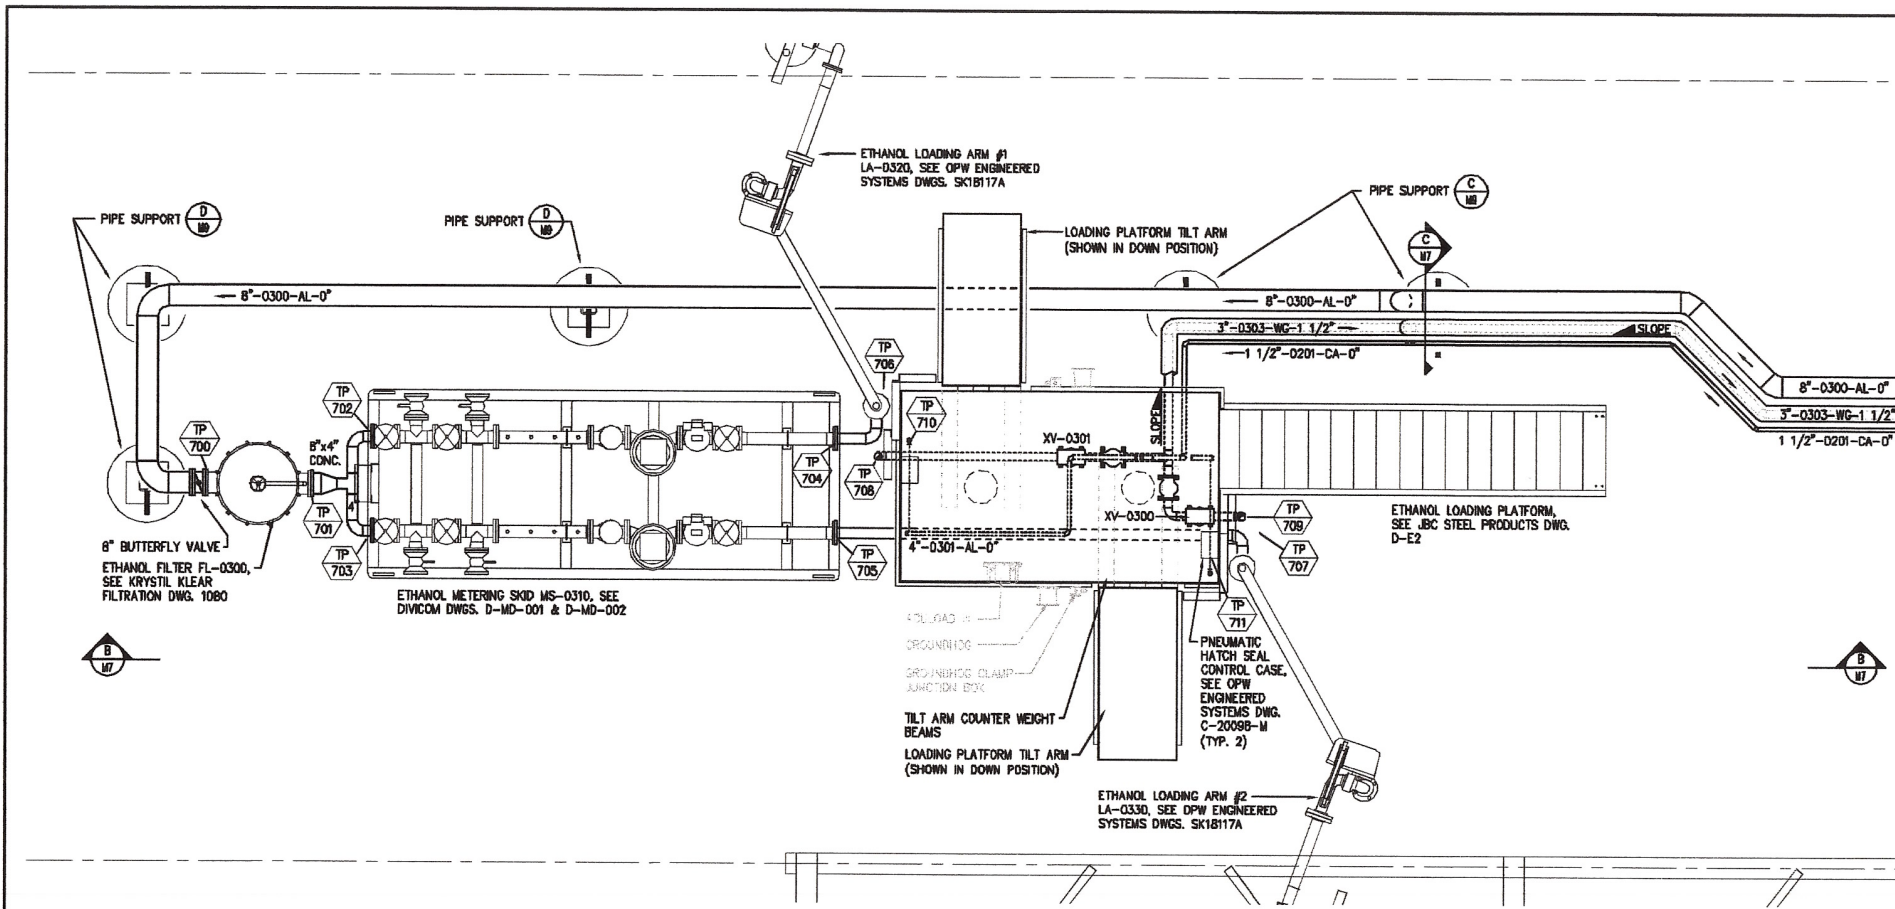 ETHANOL LOADING ARM #1
LA-0320, SEE OPW ENGINEERED
SYSTEMS DWGS. SK18117A
PIPE SUPPORT
D
M9
PIPE SUPPORT
D
M9
PIPE SUPPORT
C
M9
LOADING PLATFORM TILT ARM
(SHOWN IN DOWN POSITION)
C
M7
8"-0300-AL-0"
8"-0300-AL-0"
3"-0303-WG-1 1/2"
SLOPE
1 1/2"-0201-CA-0"
8"-0300-AL-0"
3"-0303-WG-1 1/2"
1 1/2"-0201-CA-0"
TP
706
TP
702
TP
710
SLOPE
TP
700
8"x4"
CONC.
XV-0301
TP
704
TP
708
4"
TP
701
XV-0300
TP
709
ETHANOL LOADING PLATFORM,
SEE JBC STEEL PRODUCTS DWG.
D-E2
8" BUTTERFLY VALVE
ETHANOL FILTER FL-0300,
SEE KRYSTIL KLEAR
FILTRATION DWG. 1080
TP
703
4"-0301-AL-0"
TP
705
TP
707
ETHANOL METERING SKID MS-0310, SEE
DIVICOM DWGS. D-MD-001 & D-MD-002
TP
711
GROUNDHOG
GROUNDHOG CLAMP
JUNCTION BOX
PNEUMATIC
HATCH SEAL
CONTROL CASE,
SEE OPW
ENGINEERED
SYSTEMS DWG.
C-2009B-M
(TYP. 2)
B
M7
B
M7
TILT ARM COUNTER WEIGHT
BEAMS
LOADING PLATFORM TILT ARM
(SHOWN IN DOWN POSITION)
ETHANOL LOADING ARM #2
LA-0330, SEE OPW ENGINEERED
SYSTEMS DWGS. SK18117A